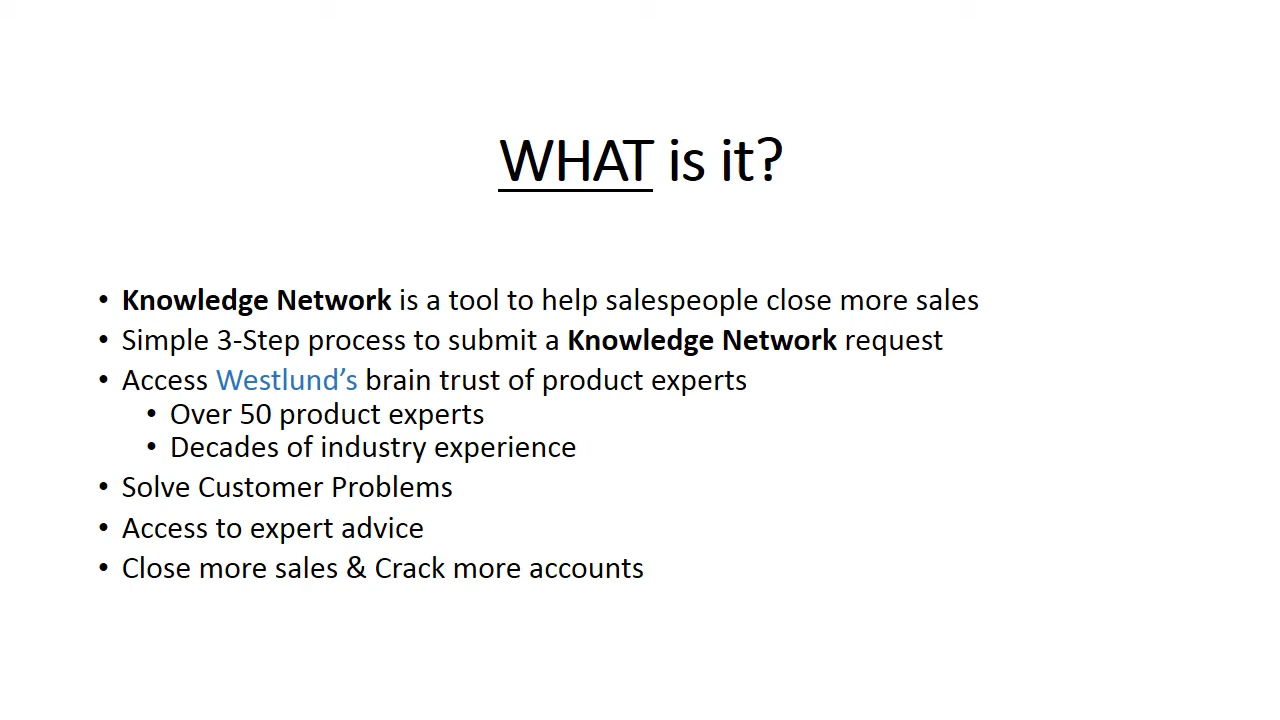 WHAT is it?
• Knowledge Network is a tool to help salespeople close more sales
• Simple 3-Step process to submit a Knowledge Network request
• Access Westlund’s brain trust of product experts
• Over 50 product experts
• Decades of industry experience
• Solve Customer Problems
• Access to expert advice
• Close more sales & Crack more accounts